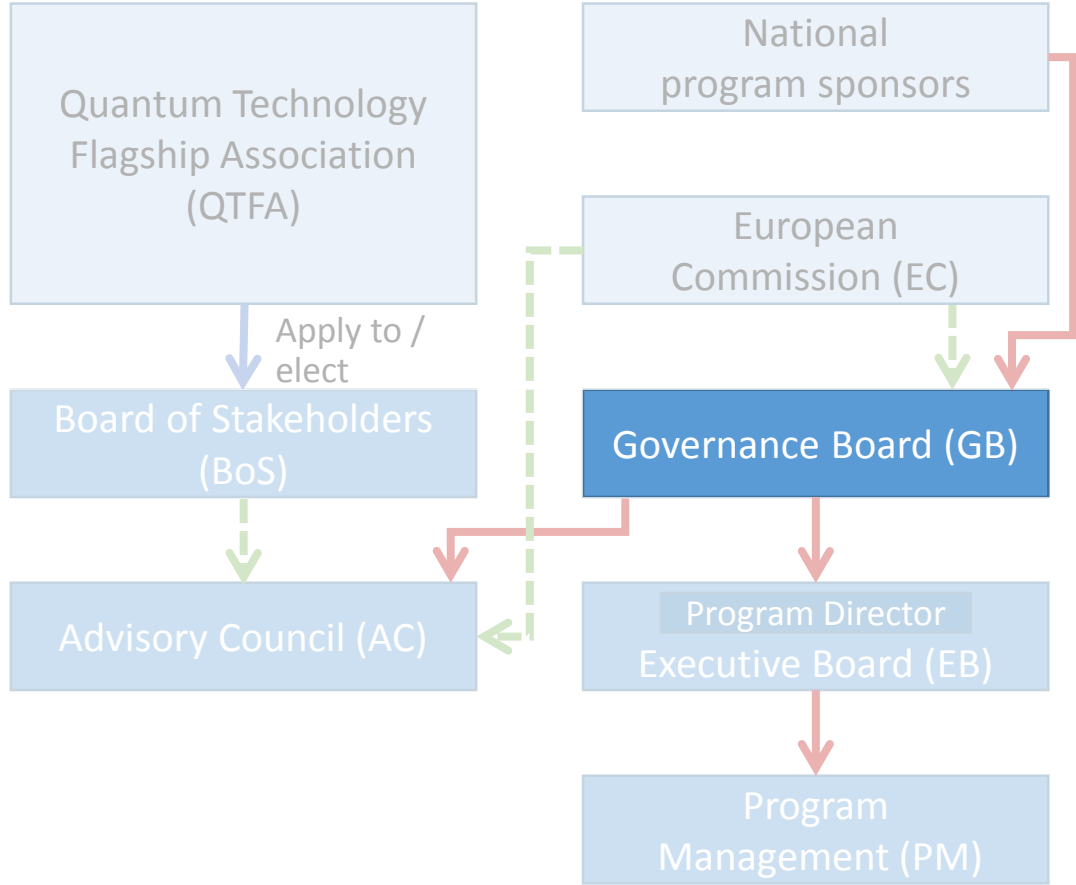 Quantum Technology
Flagship Association
(QTFA)
National
program sponsors
European
Commission (EC)
Apply to /
elect
Board of Stakeholders
(BoS)
Governance Board (GB)
Advisory Council (AC)
Program Director
Executive Board (EB)
Program
Management (PM)